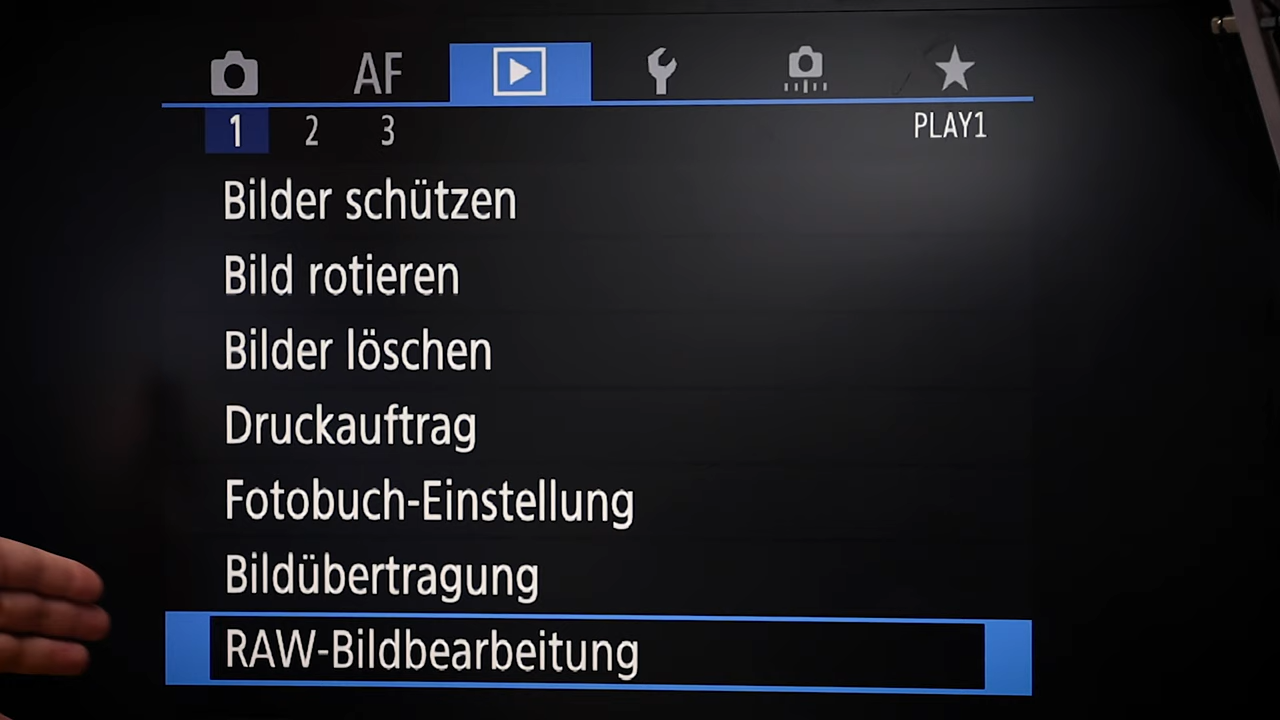 AF
1 2 3 PLAY1
Bilder schützen
Bild rotieren
Bilder löschen
Druckauftrag
Fotobuch-Einstellung
Bildübertragung
RAW-Bildbearbeitung